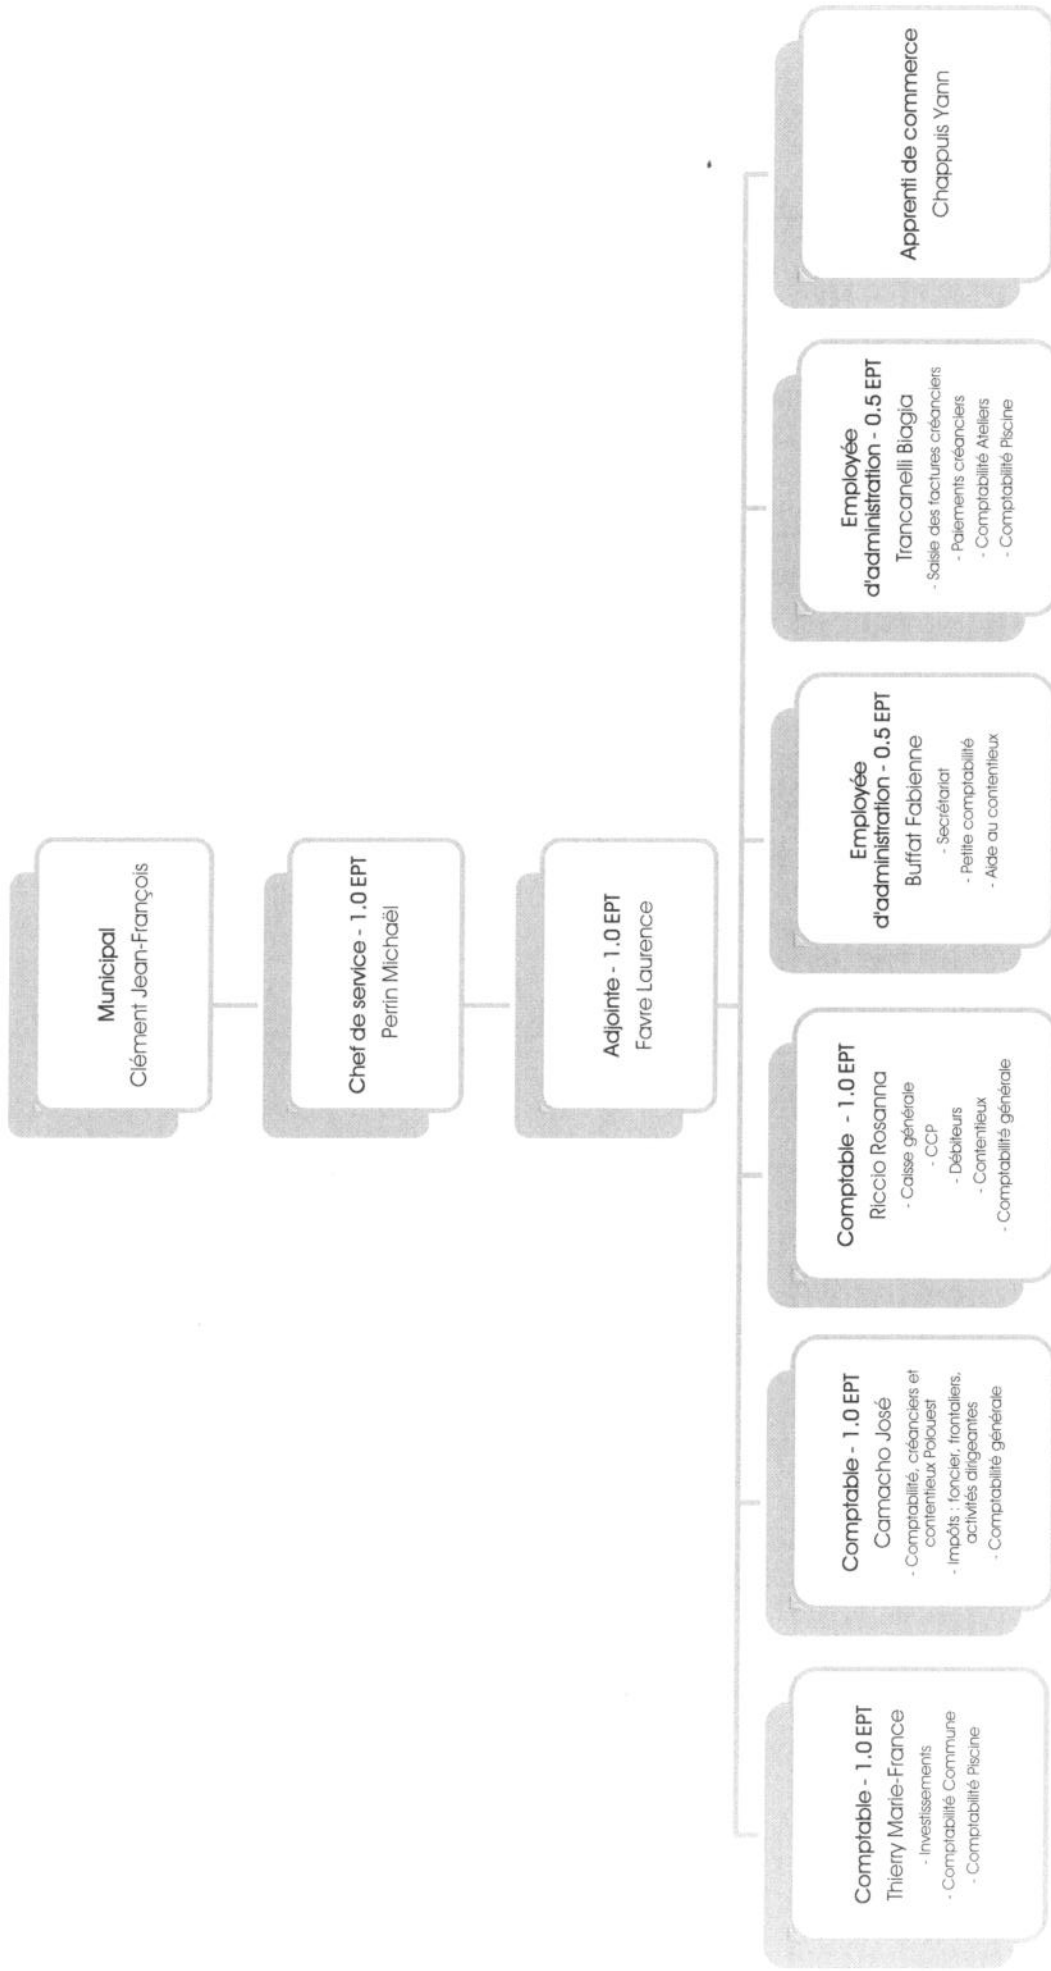 Municipal
Clément Jean-François
Chef de service - 1.0 EPT
Perrin Michaël
Adjointe - 1.0 EPT
Favre Laurence
Comptable - 1.0 EPT
Thierry Marie-France
- Investissements
- Comptabilité Commune
- Comptabilité Piscine
Comptable - 1.0 EPT
Camacho José
- Comptabilité, créanciers et
contentieux Polouest
- Impôts : foncier, frontaliers,
activités dirigeantes
- Comptabilité générale
Comptable - 1.0 EPT
Riccio Rosanna
- Caisse générale
- CCP
- Débiteurs
- Contentieux
- Comptabilité générale
Employée
d'administration - 0.5 EPT
Buffat Fabienne
- Secrétariat
- Petite comptabilité
- Aide au contentieux
Employée
d'administration - 0.5 EPT
Trancanelli Biagia
- Saisie des factures créanciers
- Paiements créanciers
- Comptabilité Ateliers
- Comptabilité Piscine
Apprenti de commerce
Chappuis Yann